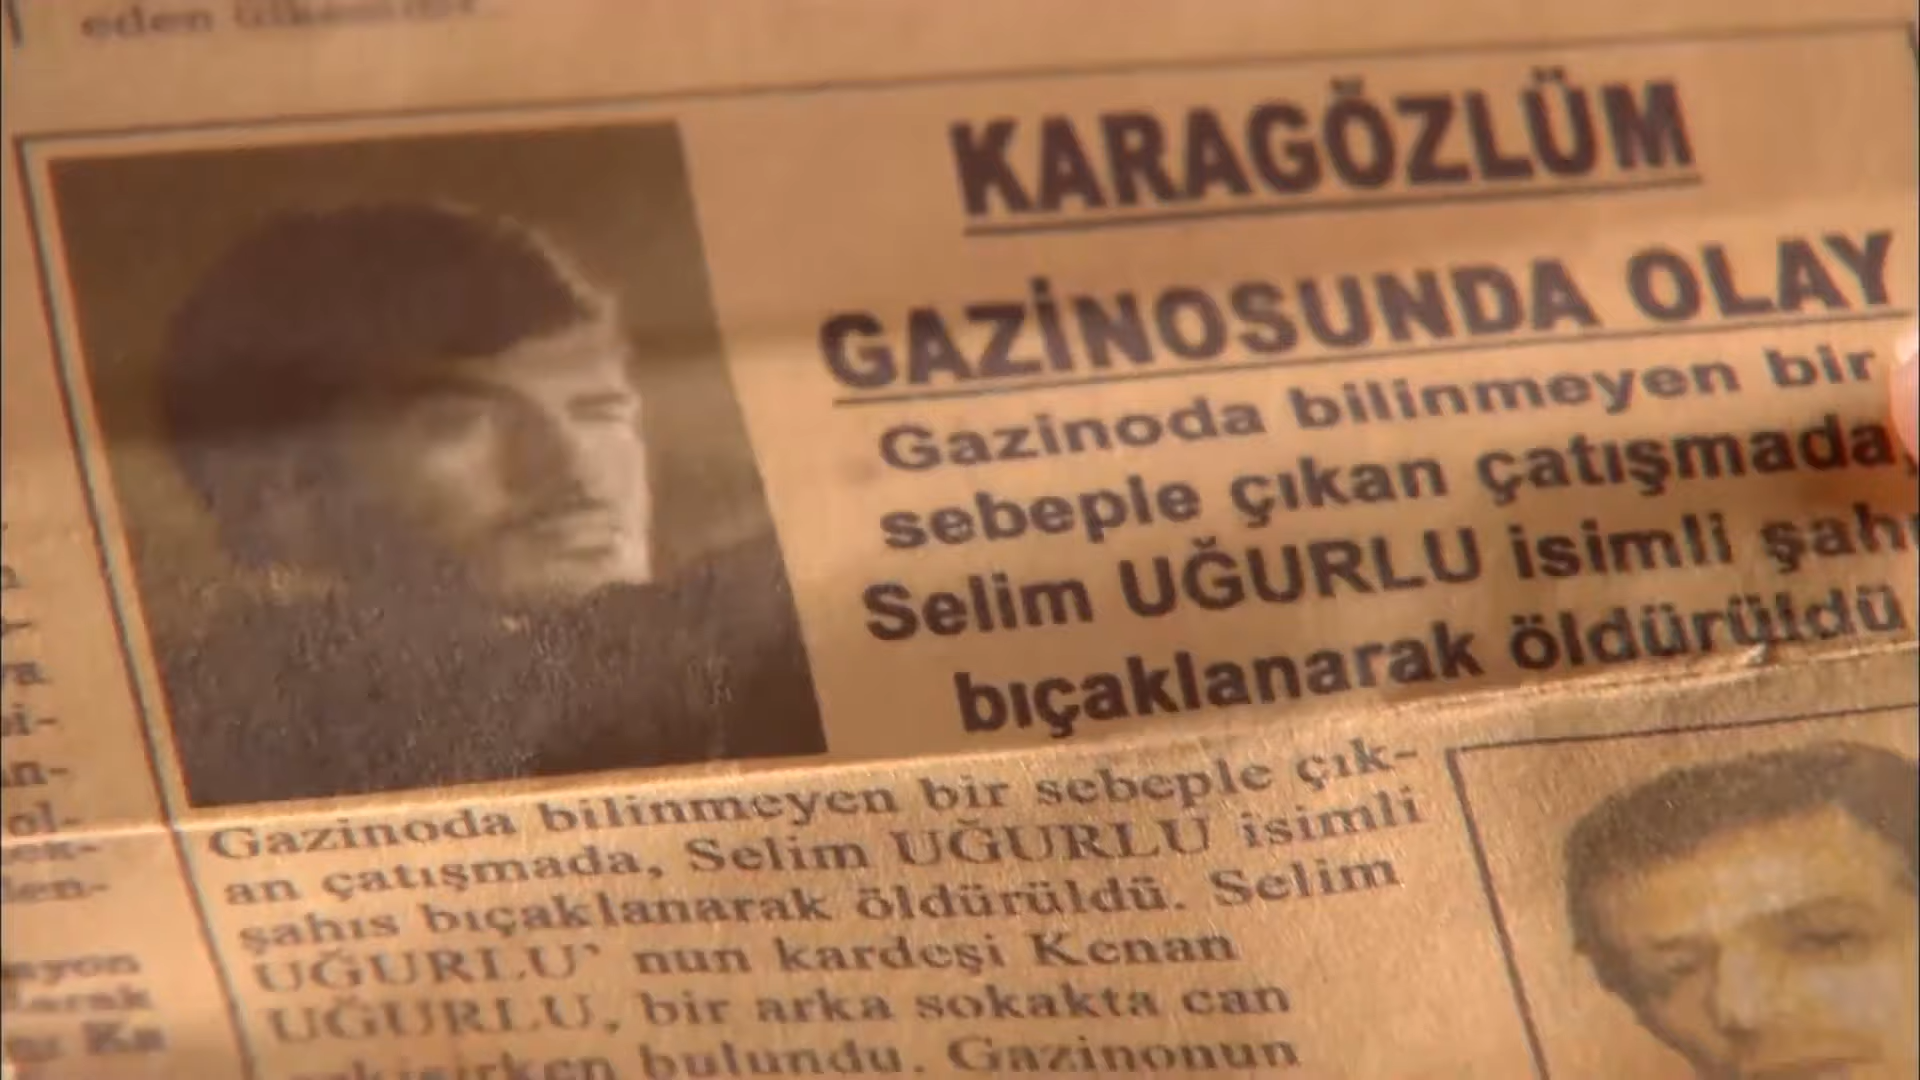 eden ülkesidir
KARAGÖZLÜM
GAZİNOSUNDA OLAY
Gazinoda bilinmeyen bir
sebeple çıkan çatışmada,
Selim UĞURLU isimli
bıçaklanarak öldürüldü
Gazinoda bilinmeyen bir sebeple çık-
an çatışmada, Selim UĞURLU isimli
şahıs bıçaklanarak öldürüldü. Selim
UĞURLU' nun kardeşi Kenan
UĞURLU, bir arka sokakta can
bulundu. Gazinonun